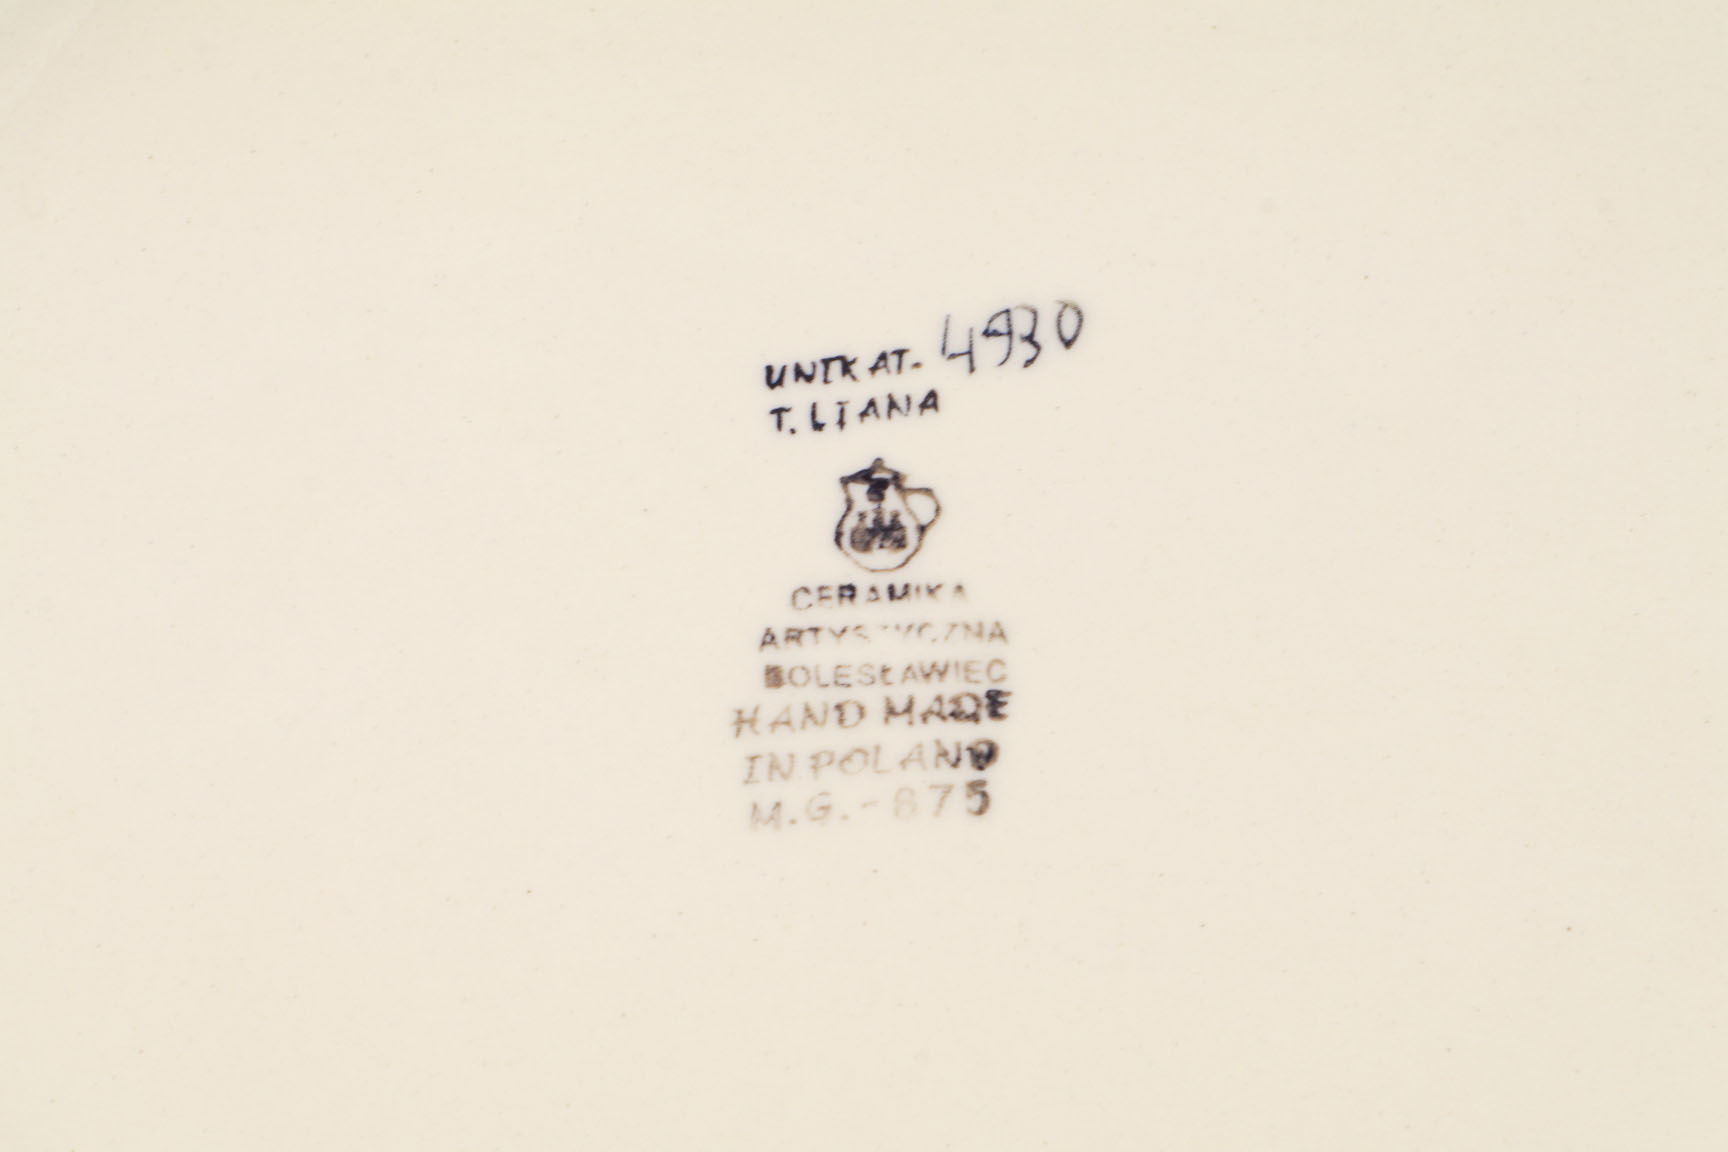 UNIKAT- 4930
T. LIANA
CERAMIKA
ARTYSTYCZNA
BOLESŁAWIEC
HAND MADE
IN POLAND
M.G.-875